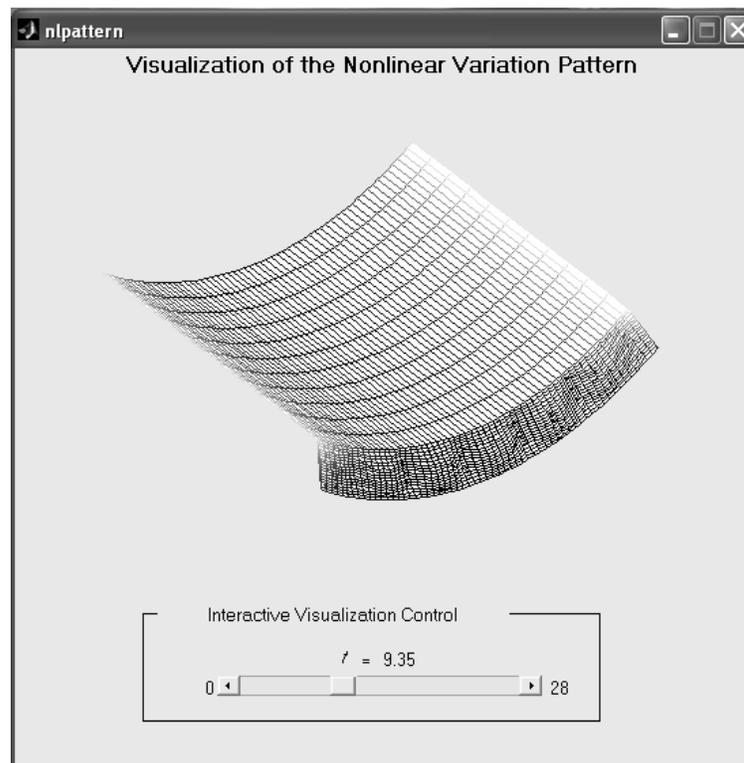 nlpattern
Visualization of the Nonlinear Variation Pattern
Interactive Visualization Control
t = 9.35
0 28